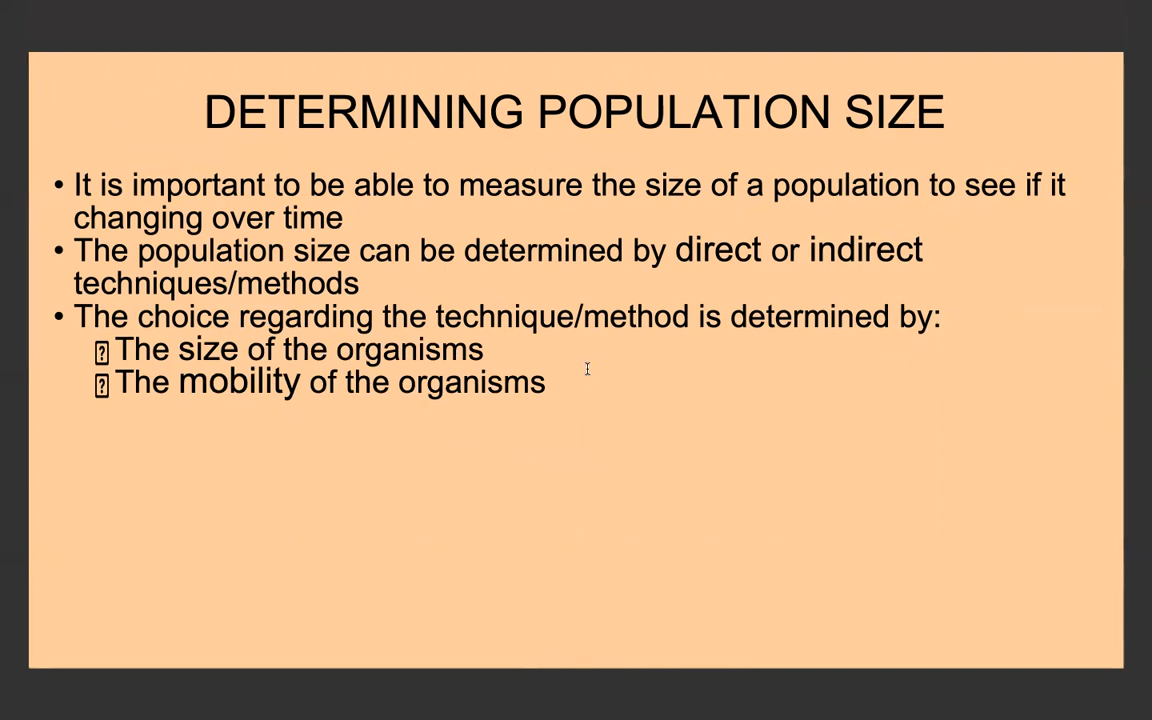 DETERMINING POPULATION SIZE
• It is important to be able to measure the size of a population to see if it
changing over time
• The population size can be determined by direct or indirect
techniques/methods
• The choice regarding the technique/method is determined by:
The size of the organisms
The mobility of the organisms